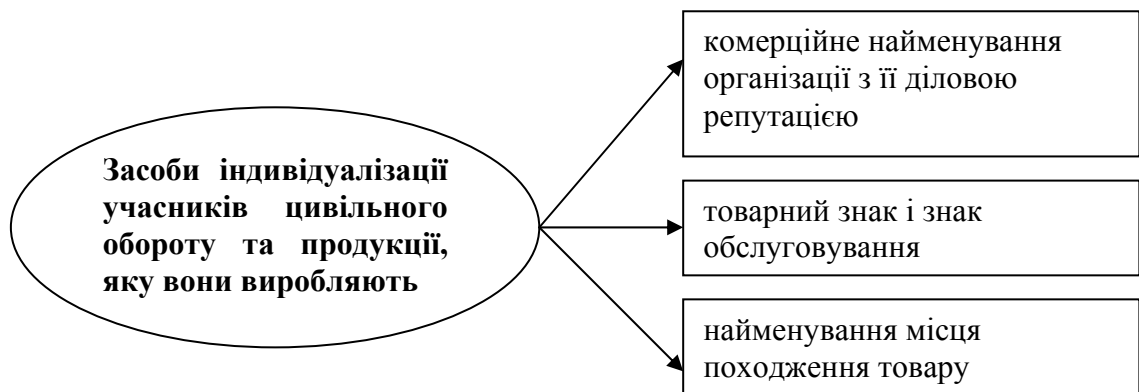 Засоби індивідуалізації
учасників цивільного
обороту та продукції,
яку вони виробляють
комерційне найменування
організації з її діловою
репутацією
товарний знак і знак
обслуговування
найменування місця
походження товару